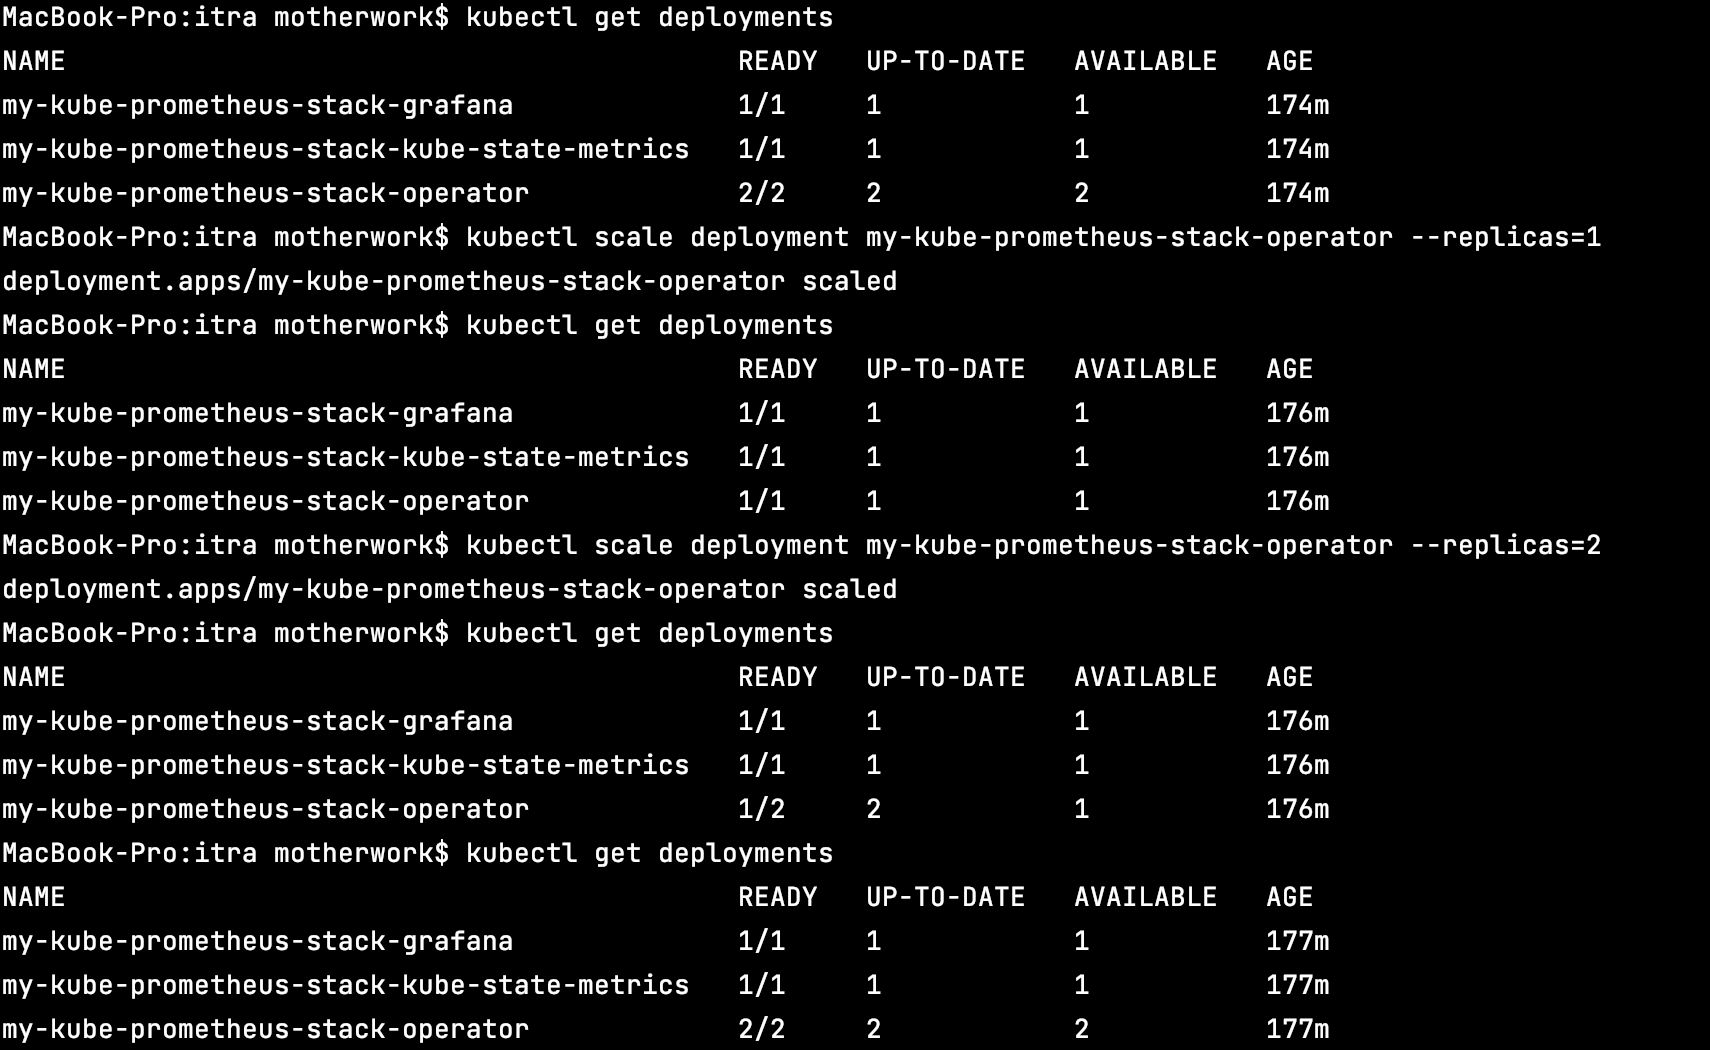 MacBook-Pro:itra motherwork$ kubectl get deployments
NAME                                          READY   UP-TO-DATE   AVAILABLE   AGE
my-kube-prometheus-stack-grafana              1/1     1            1           174m
my-kube-prometheus-stack-kube-state-metrics   1/1     1            1           174m
my-kube-prometheus-stack-operator             2/2     2            2           174m
MacBook-Pro:itra motherwork$ kubectl scale deployment my-kube-prometheus-stack-operator --replicas=1
deployment.apps/my-kube-prometheus-stack-operator scaled
MacBook-Pro:itra motherwork$ kubectl get deployments
NAME                                          READY   UP-TO-DATE   AVAILABLE   AGE
my-kube-prometheus-stack-grafana              1/1     1            1           176m
my-kube-prometheus-stack-kube-state-metrics   1/1     1            1           176m
my-kube-prometheus-stack-operator             1/1     1            1           176m
MacBook-Pro:itra motherwork$ kubectl scale deployment my-kube-prometheus-stack-operator --replicas=2
deployment.apps/my-kube-prometheus-stack-operator scaled
MacBook-Pro:itra motherwork$ kubectl get deployments
NAME                                          READY   UP-TO-DATE   AVAILABLE   AGE
my-kube-prometheus-stack-grafana              1/1     1            1           176m
my-kube-prometheus-stack-kube-state-metrics   1/1     1            1           176m
my-kube-prometheus-stack-operator             1/2     2            1           176m
MacBook-Pro:itra motherwork$ kubectl get deployments
NAME                                          READY   UP-TO-DATE   AVAILABLE   AGE
my-kube-prometheus-stack-grafana              1/1     1            1           177m
my-kube-prometheus-stack-kube-state-metrics   1/1     1            1           177m
my-kube-prometheus-stack-operator             2/2     2            2           177m